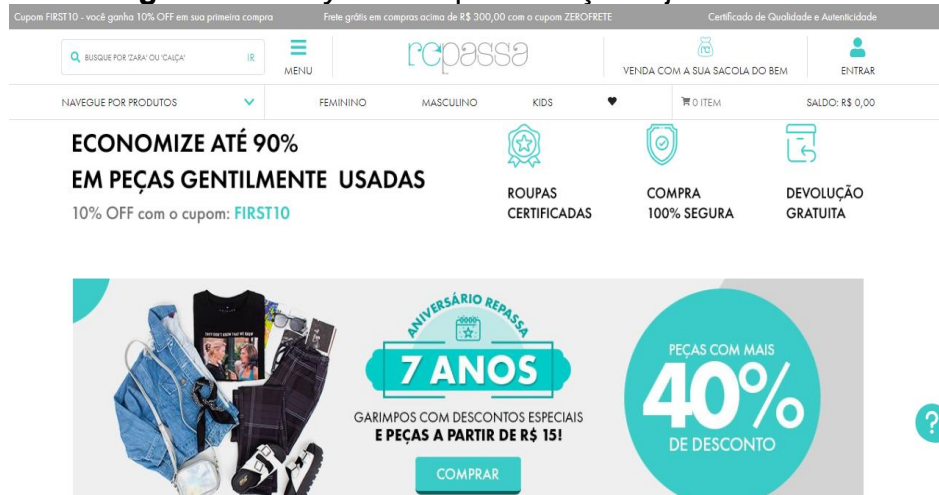 Cupom FIRST10 - você ganha 10% OFF em sua primeira compra
Frete grátis em compras acima de R$ 300,00 com o cupom ZEROFRETE
Certificado de Qualidade e Autenticidade
BUSQUE POR 'ZARA' OU 'CALÇA'
IR
MENU
repassa
VENDA COM A SUA SACOLA DO BEM
ENTRAR
NAVEGUE POR PRODUTOS
FEMININO
MASCULINO
KIDS
0 ITEM
SALDO: R$ 0,00
ECONOMIZE ATÉ 90%
EM PEÇAS GENTILMENTE USADAS
10% OFF com o cupom: FIRST10
ROUPAS
CERTIFICADAS
COMPRA
100% SEGURA
DEVOLUÇÃO
GRATUITA
ANIVERSÁRIO REPASSA
7 ANOS
GARIMPOS COM DESCONTOS ESPECIAIS
E PEÇAS A PARTIR DE R$ 15!
COMPRAR
PEÇAS COM MAIS
40%
DE DESCONTO
?